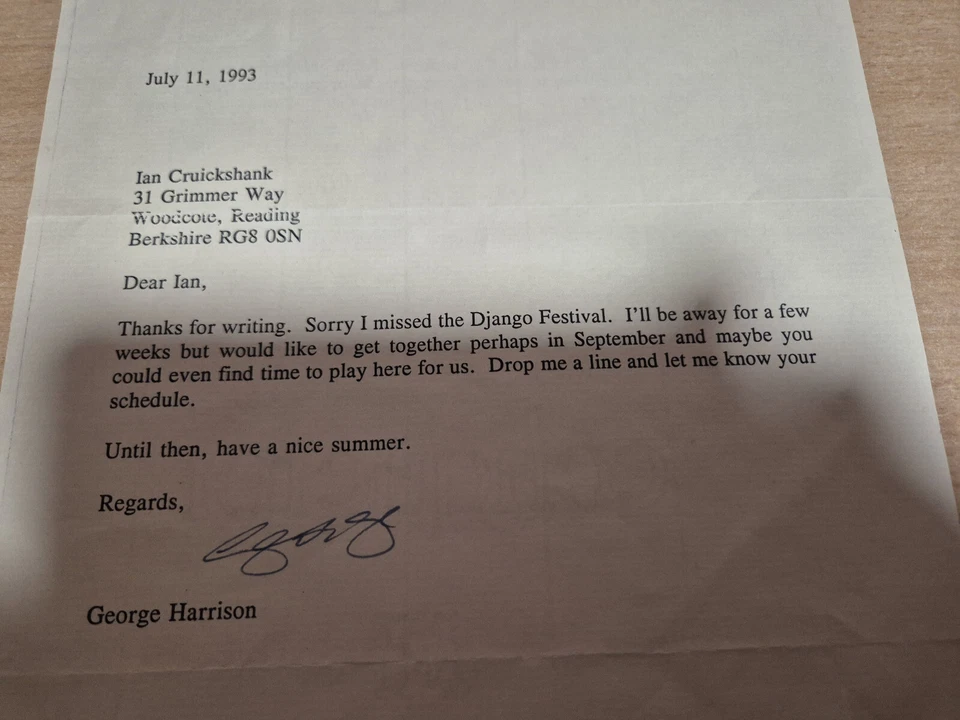 July 11, 1993
Ian Cruickshank
31 Grimmer Way
Woodcote, Reading
Berkshire RG8 0SN
Dear Ian,
Thanks for writing. Sorry I missed the Django Festival. I'll be away for a few
weeks but would like to get together perhaps in September and maybe you
could even find time to play here for us. Drop me a line and let me know your
schedule.
Until then, have a nice summer.
Regards,
George
George Harrison